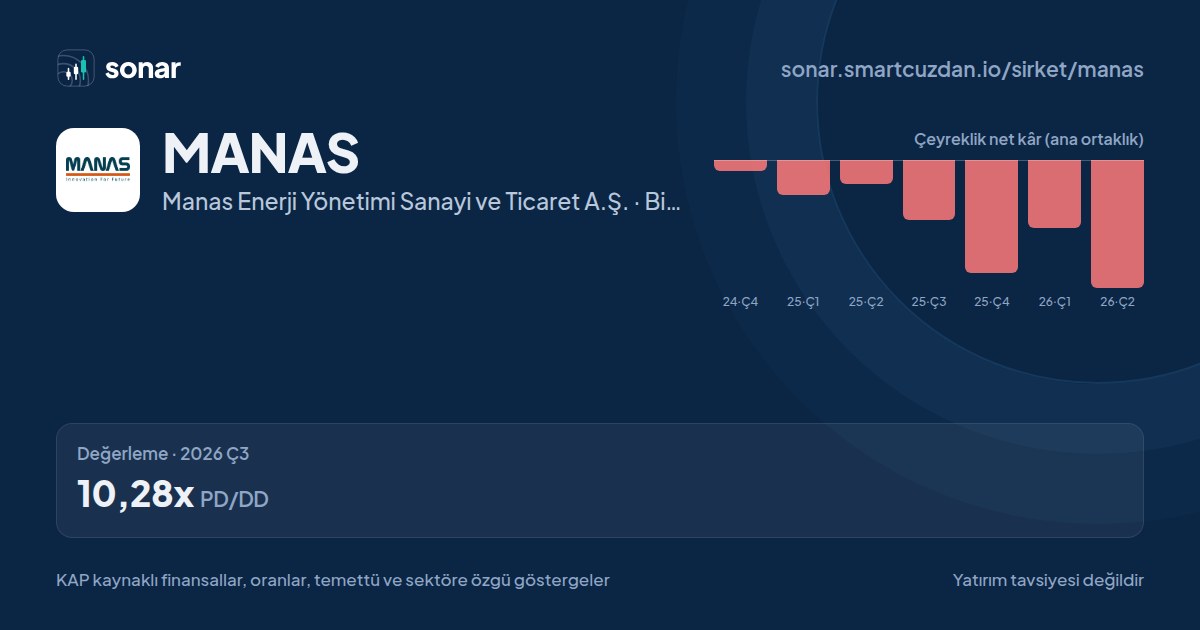 sonar
sonar.smartcuzdan.io/sirket/manas
MANAS
innovation for future
MANAS
Manas Enerji Yönetimi Sanayi ve Ticaret A.Ş. · Bi...
Çeyreklik net kâr (ana ortaklık)
24·Ç4 25·Ç1 25·Ç2 25·Ç3 25·Ç4 26·Ç1 26·Ç2
Değerleme · 2026 Ç3
10,28x PD/DD
KAP kaynaklı finansallar, oranlar, temettü ve sektöre özgü göstergeler
Yatırım tavsiyesi değildir